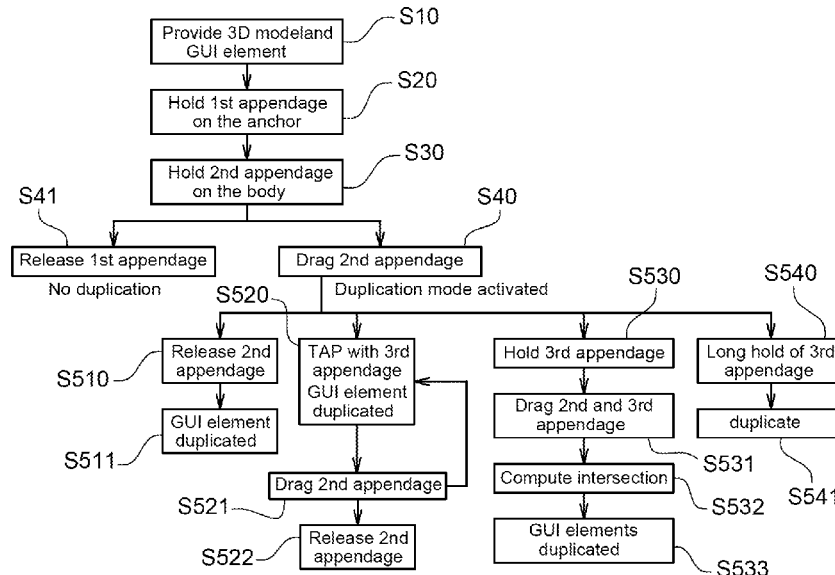 Provide 3D modeland
GUI element
S10
Hold 1st appendage
on the anchor
S20
Hold 2nd appendage
on the body
S30
S41
Release 1st appendage
No duplication
S40
Drag 2nd appendage
Duplication mode activated
S510
Release 2nd
appendage
S511
GUI element
duplicated
S520
TAP with 3rd
appendage
GUI element
duplicated
S521
Drag 2nd appendage
S522
Release 2nd
appendage
S530
Hold 3rd appendage
Drag 2nd and 3rd
appendage
S531
Compute intersection
S532
GUI elements
duplicated
S533
S540
Long hold of 3rd
appendage
duplicate
S541